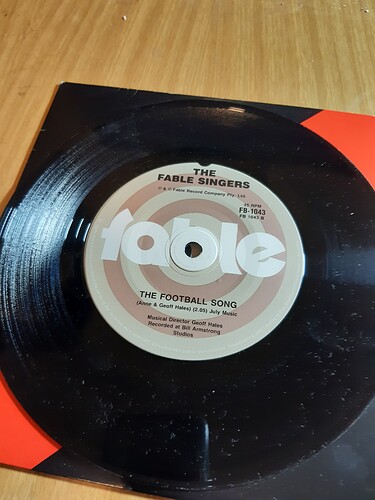 THE
FABLE SINGERS
© & ℗ Fable Record Company Pty. Ltd.
45 RPM
FB-1043
FB 1043 B
fable
THE FOOTBALL SONG
(Anne & Geoff Hales) (2.05) July Music
Musical Director Geoff Hales
Recorded at Bill Armstrong
Studios